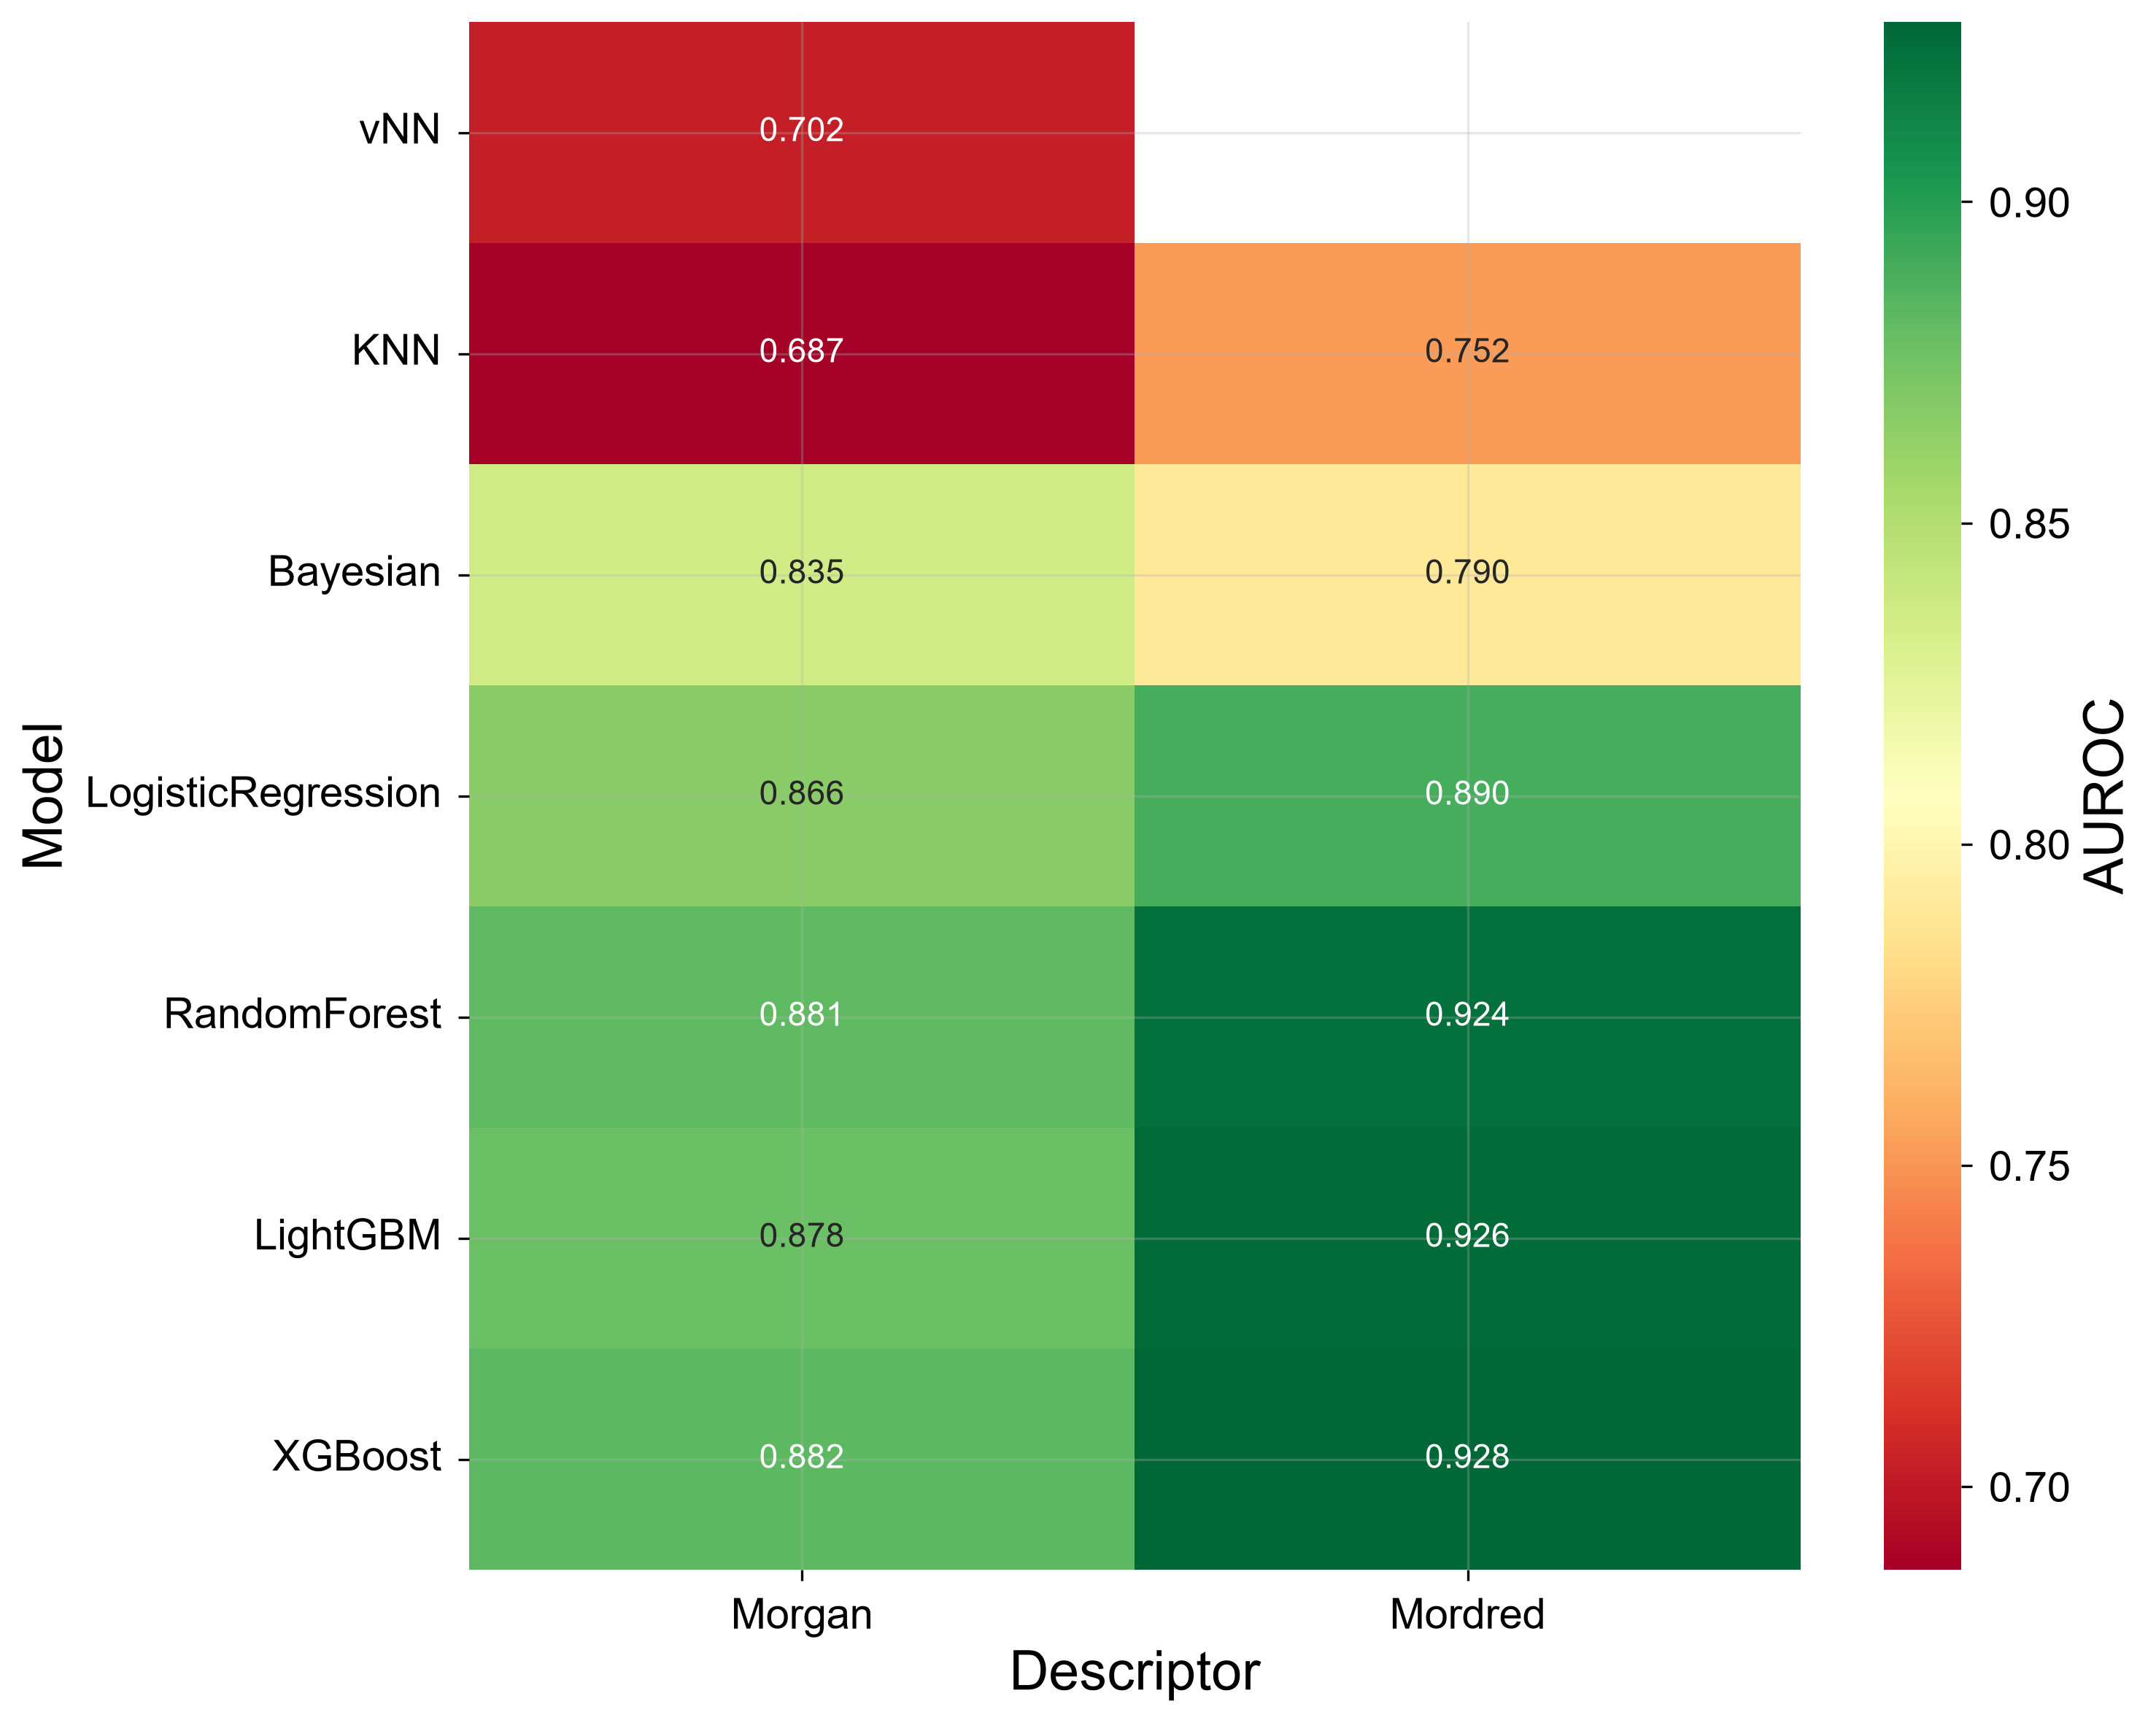 vNN 0.702
KNN 0.687 0.752
Bayesian 0.835 0.790
LogisticRegression 0.866 0.890
RandomForest 0.881 0.924
LightGBM 0.878 0.926
XGBoost 0.882 0.928
Morgan Mordred
Descriptor
Model
0.90
0.85
0.80
0.75
0.70
AUROC